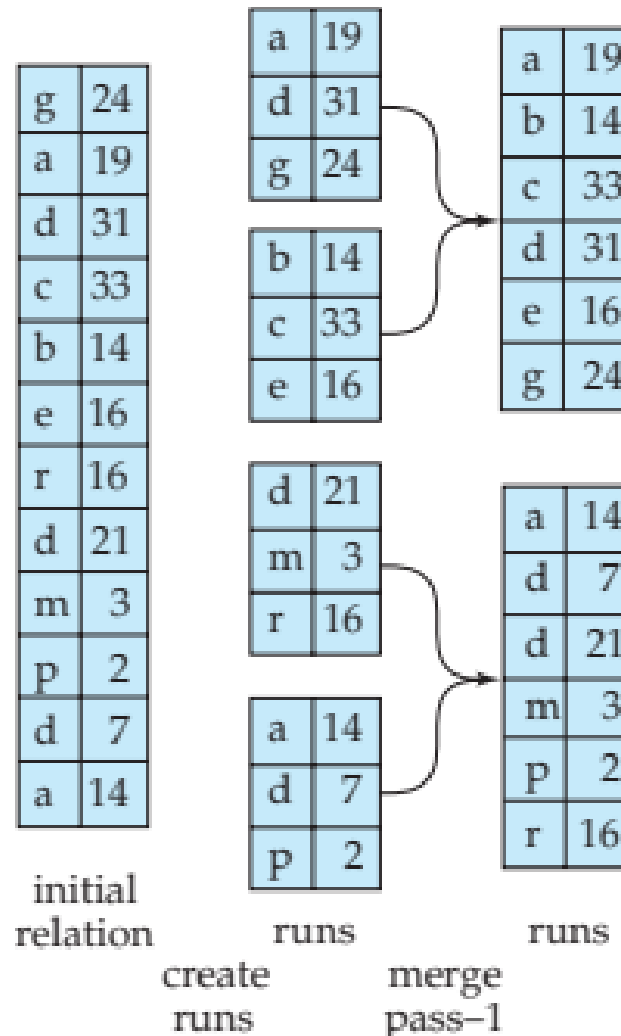 g 24
a 19
d 31
c 33
b 14
e 16
r 16
d 21
m 3
p 2
d 7
a 14
initial
relation
a 19
d 31
g 24
b 14
c 33
e 16
d 21
m 3
r 16
a 14
d 7
p 2
runs
create
runs
a 19
b 14
c 33
d 31
e 16
g 24
a 14
d 7
d 21
m 3
p 2
r 16
runs
merge
pass–1